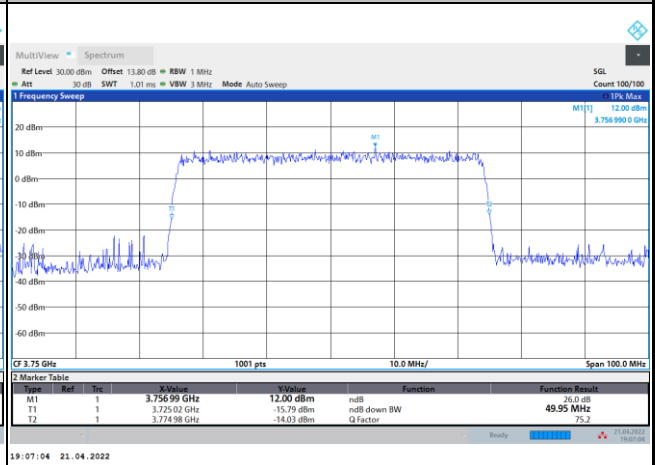 MultiView Spectrum
Ref Level 30.00 dBm Offset 13.80 dB RBW 1 MHz SGL
Att 30 dB SWT 1.01 ms VBW 3 MHz Mode Auto Sweep Count 100/100
1 Frequency Sweep 1Pk Max
M1[1] 12.00 dBm
3.756 990 0 GHz
20 dBm
M1
10 dBm
0 dBm
-10 dBm
T1
T2
-20 dBm
-30 dBm
-40 dBm
-50 dBm
-60 dBm
CF 3.75 GHz 1001 pts 10.0 MHz/ Span 100.0 MHz
2 Marker Table
Type Ref Trc X-Value Y-Value Function Function Result
M1 1 3.756 99 GHz 12.00 dBm ndB 26.0 dB
T1 1 3.725 02 GHz -15.79 dBm ndB down BW 49.95 MHz
T2 1 3.774 98 GHz -14.03 dBm Q Factor 75.2
Ready 21.04.2022
19:07:04
19:07:04 21.04.2022